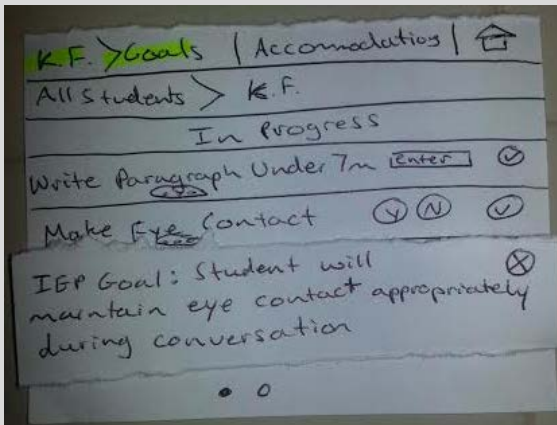 K.F. > Goals | Accomodations |
All Students > K.F.
In Progress
Write Paragraph Under 7m Enter
Make Eye Contact Y N
IEP Goal: Student will
maintain eye contact appropriately
during conversation